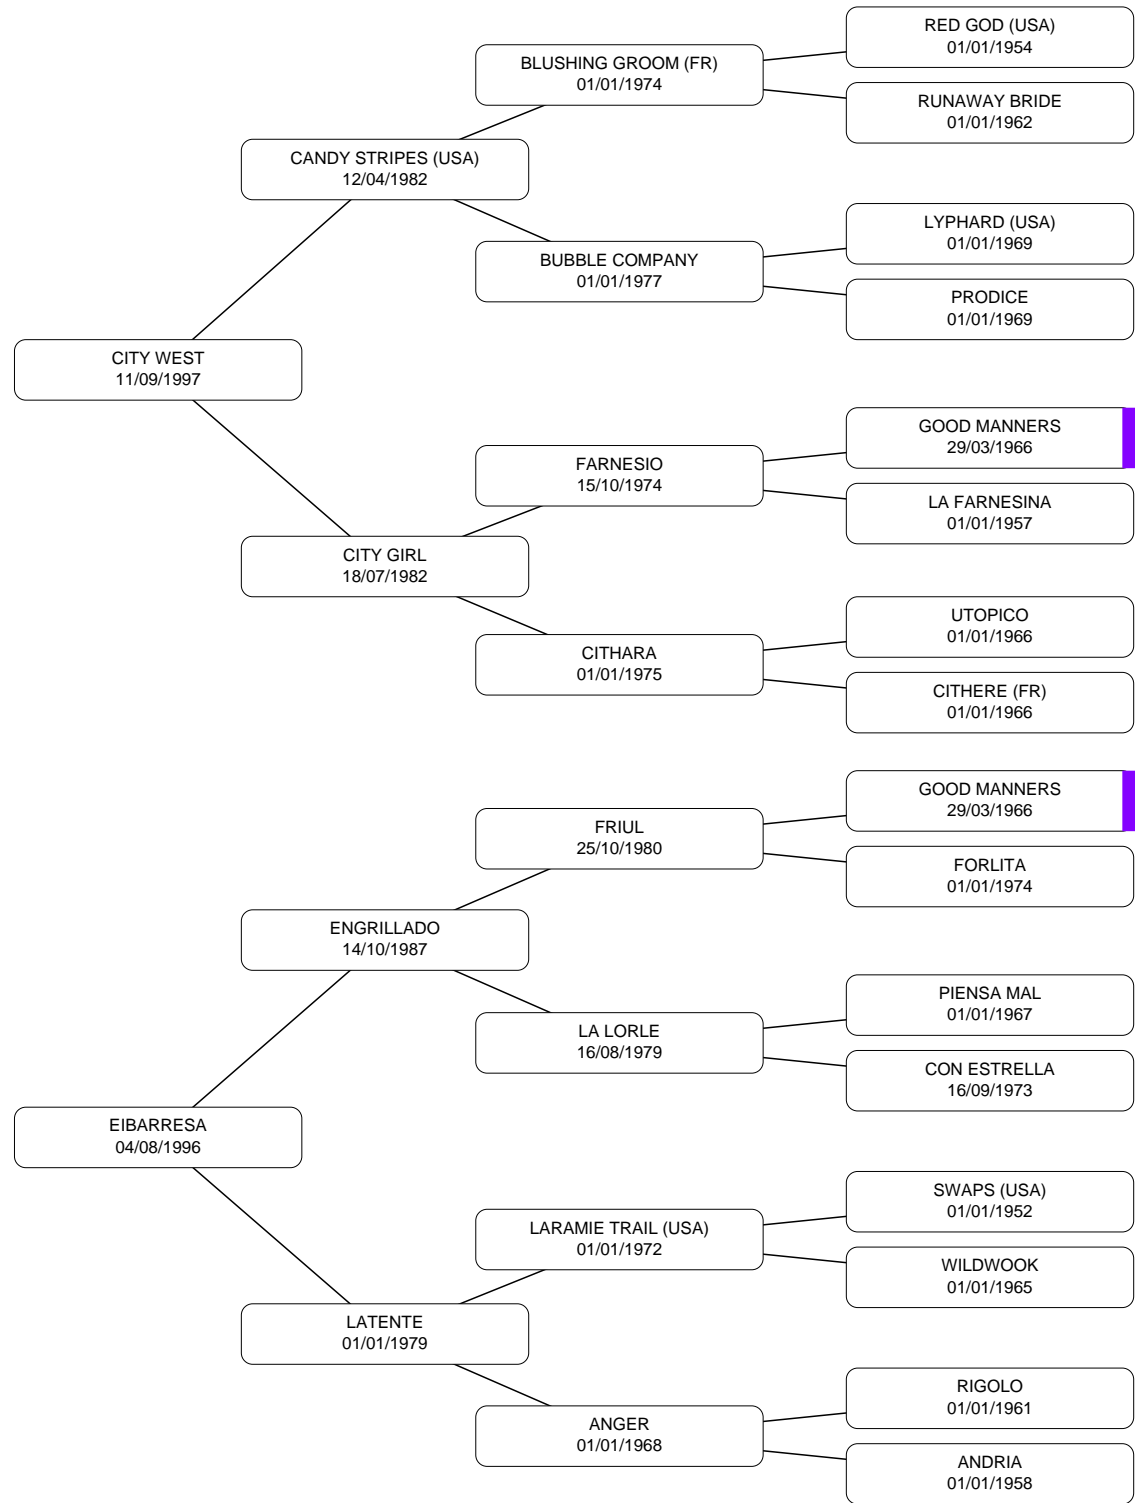 RED GOD (USA)
01/01/1954
BLUSHING GROOM (FR)
01/01/1974
RUNAWAY BRIDE
01/01/1962
CANDY STRIPES (USA)
12/04/1982
LYPHARD (USA)
01/01/1969
BUBBLE COMPANY
01/01/1977
PRODICE
01/01/1969
CITY WEST
11/09/1997
GOOD MANNERS
29/03/1966
FARNESIO
15/10/1974
LA FARNESINA
01/01/1957
CITY GIRL
18/07/1982
UTOPICO
01/01/1966
CITHARA
01/01/1975
CITHERE (FR)
01/01/1966
GOOD MANNERS
29/03/1966
FRIUL
25/10/1980
FORLITA
01/01/1974
ENGRILLADO
14/10/1987
PIENSA MAL
01/01/1967
LA LORLE
16/08/1979
CON ESTRELLA
16/09/1973
EIBARRESA
04/08/1996
SWAPS (USA)
01/01/1952
LARAMIE TRAIL (USA)
01/01/1972
WILDWOOK
01/01/1965
LATENTE
01/01/1979
RIGOLO
01/01/1961
ANGER
01/01/1968
ANDRIA
01/01/1958